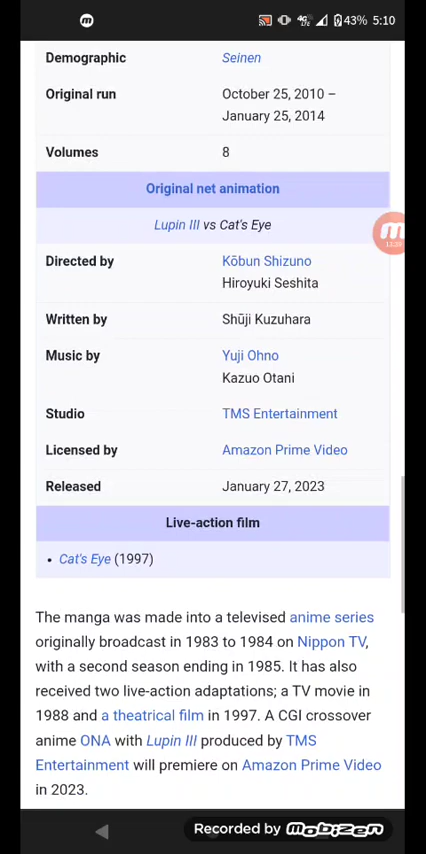 43% 5:10
Demographic Seinen
Original run October 25, 2010 –
January 25, 2014
Volumes 8
Original net animation
Lupin III vs Cat's Eye
13:20
Directed by Kōbun Shizuno
Hiroyuki Seshita
Written by Shūji Kuzuhara
Music by Yuji Ohno
Kazuo Otani
Studio TMS Entertainment
Licensed by Amazon Prime Video
Released January 27, 2023
Live-action film
• Cat's Eye (1997)
The manga was made into a televised anime series
originally broadcast in 1983 to 1984 on Nippon TV,
with a second season ending in 1985. It has also
received two live-action adaptations; a TV movie in
1988 and a theatrical film in 1997. A CGI crossover
anime ONA with Lupin III produced by TMS
Entertainment will premiere on Amazon Prime Video
in 2023.
Recorded by mobizen